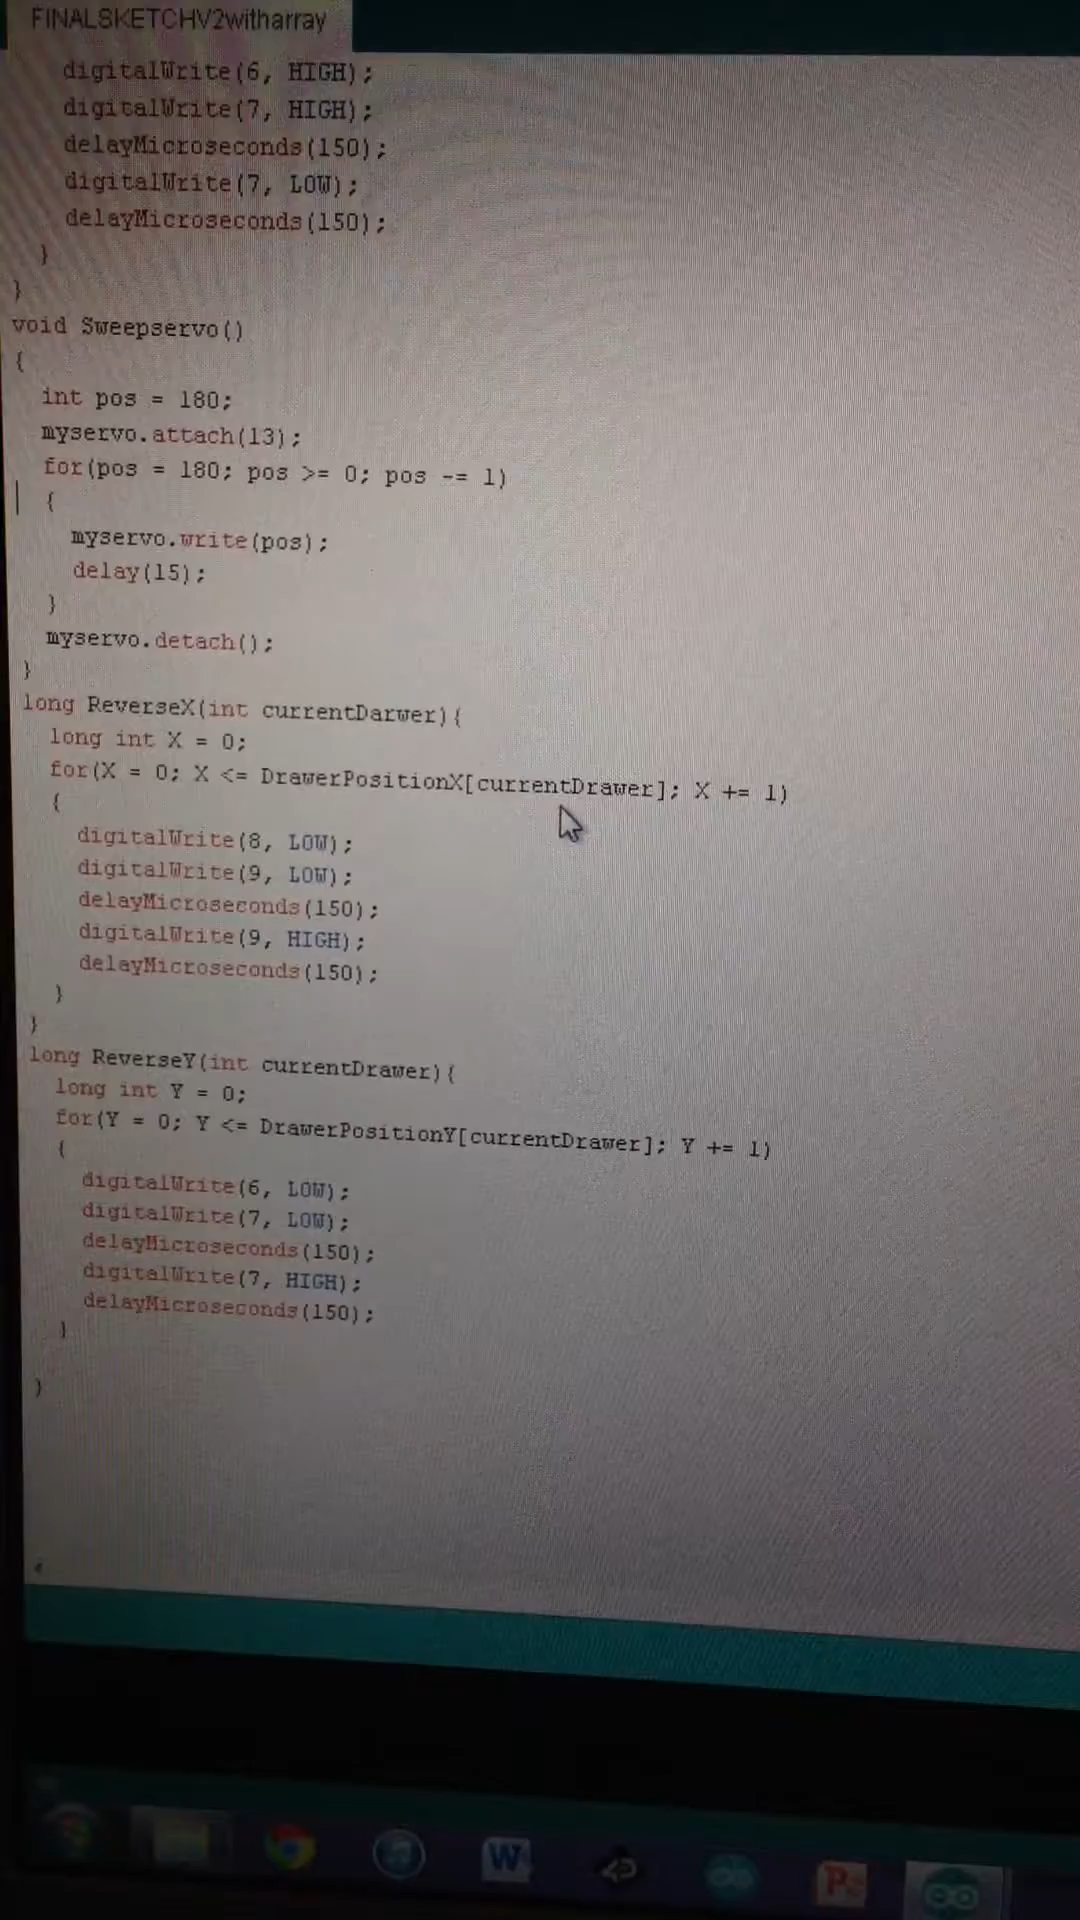 FINALSKETCHV2witharray
digitalWrite(6, HIGH);
digitalWrite(7, HIGH);
delayMicroseconds(150);
digitalWrite(7, LOW);
delayMicroseconds(150);
}
}
void Sweepservo()
{
int pos = 180;
myservo.attach(13);
for(pos = 180; pos >= 0; pos -= 1)
{
myservo.write(pos);
delay(15);
}
myservo.detach();
}
long ReverseX(int currentDarwer){
long int X = 0;
for(X = 0; X <= DrawerPositionX[currentDrawer]; X += 1)
{
digitalWrite(8, LOW);
digitalWrite(9, LOW);
delayMicroseconds(150);
digitalWrite(9, HIGH);
delayMicroseconds(150);
}
}
long ReverseY(int currentDrawer){
long int Y = 0;
for(Y = 0; Y <= DrawerPositionY[currentDrawer]; Y += 1)
{
digitalWrite(6, LOW);
digitalWrite(7, LOW);
delayMicroseconds(150);
digitalWrite(7, HIGH);
delayMicroseconds(150);
}
}
W